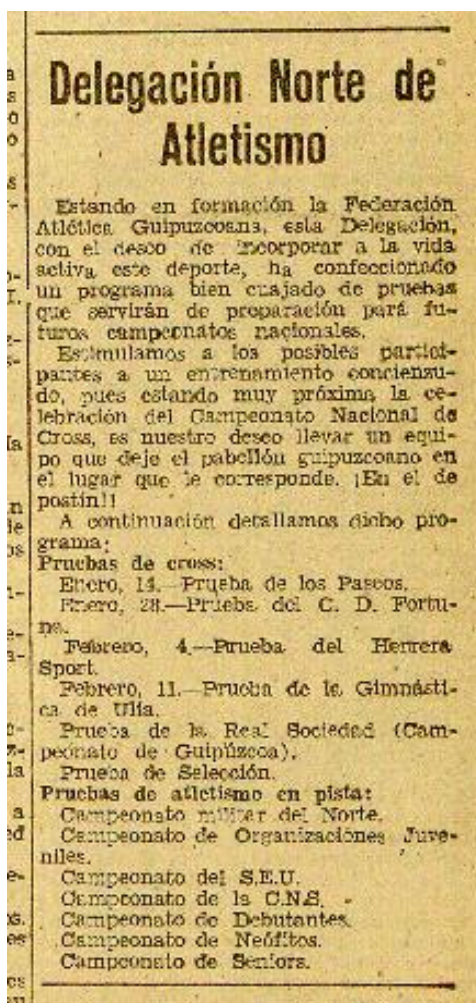 Delegación Norte de
Atletismo
Estando en formación la Federación
Atlética Guipuzcoana, esta Delegación,
con el deseo de incorporar a la vida
activa este deporte, ha confeccionado
un programa bien cuajado de pruebas
que servirán de preparación para fu-
turos campeonatos nacionales.
Estimulamos a los posibles partici-
pantes a un entrenamiento concienzu-
do, pues estando muy próxima la ce-
lebración del Campeonato Nacional de
Cross, es nuestro deseo llevar un equi-
po que deje el pabellón guipuzcoano en
el lugar que le corresponde. ¡En el de
postín!!
A continuación detallamos dicho pro-
grama:
Pruebas de cross:
Enero, 14.—Prueba de los Paseos.
Enero, 28.—Prueba del C. D. Fortu-
na.
Febrero, 4.—Prueba del Herrera
Sport.
Febrero, 11.—Prueba de la Gimnásti-
ca de Ulía.
Prueba de la Real Sociedad (Cam-
peonato de Guipúzcoa).
Prueba de Selección.
Pruebas de atletismo en pista:
Campeonato militar del Norte.
Campeonato de Organizaciones Juve-
niles.
Campeonato del S.E.U.
Campeonato de la C.N.S.
Campeonato de Debutantes.
Campeonato de Neófitos.
Campeonato de Seniors.